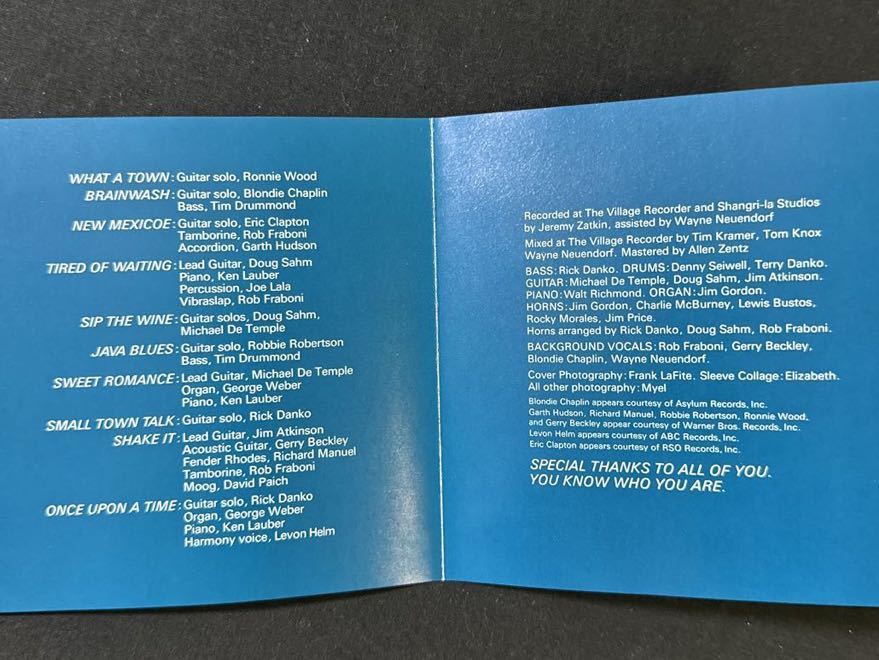 WHAT A TOWN: Guitar solo, Ronnie Wood
BRAINWASH: Guitar solo, Blondie Chaplin
Bass, Tim Drummond
NEW MEXICOE: Guitar solo, Eric Clapton
Tamborine, Rob Fraboni
Accordion, Garth Hudson
TIRED OF WAITING: Lead Guitar, Doug Sahm
Piano, Ken Lauber
Percussion, Joe Lala
Vibraslap, Rob Fraboni
SIP THE WINE: Guitar solos, Doug Sahm,
Michael De Temple
JAVA BLUES: Guitar solo, Robbie Robertson
Bass, Tim Drummond
SWEET ROMANCE: Lead Guitar, Michael De Temple
Organ, George Weber
Piano, Ken Lauber
SMALL TOWN TALK: Guitar solo, Rick Danko
SHAKE IT: Lead Guitar, Jim Atkinson
Acoustic Guitar, Gerry Beckley
Fender Rhodes, Richard Manuel
Tamborine, Rob Fraboni
Moog, David Paich
ONCE UPON A TIME: Guitar solo, Rick Danko
Organ, George Weber
Piano, Ken Lauber
Harmony voice, Levon Helm
Recorded at The Village Recorder and Shangri-la Studios
by Jeremy Zatkin, assisted by Wayne Neuendorf
Mixed at The Village Recorder by Tim Kramer, Tom Knox
Wayne Neuendorf. Mastered by Allen Zentz
BASS: Rick Danko. DRUMS: Denny Seiwell, Terry Danko.
GUITAR: Michael De Temple, Doug Sahm, Jim Atkinson.
PIANO: Walt Richmond. ORGAN: Jim Gordon.
HORNS: Jim Gordon, Charlie McBurney, Lewis Bustos,
Rocky Morales, Jim Price.
Horns arranged by Rick Danko, Doug Sahm, Rob Fraboni.
BACKGROUND VOCALS: Rob Fraboni, Gerry Beckley,
Blondie Chaplin, Wayne Neuendorf.
Cover Photography: Frank LaFite. Sleeve Collage: Elizabeth.
All other photography: Myel
Blondie Chaplin appears courtesy of Asylum Records, Inc.
Garth Hudson, Richard Manuel, Robbie Robertson, Ronnie Wood,
and Gerry Beckley appear courtesy of Warner Bros. Records, Inc.
Levon Helm appears courtesy of ABC Records, Inc.
Eric Clapton appears courtesy of RSO Records, Inc.
SPECIAL THANKS TO ALL OF YOU.
YOU KNOW WHO YOU ARE.